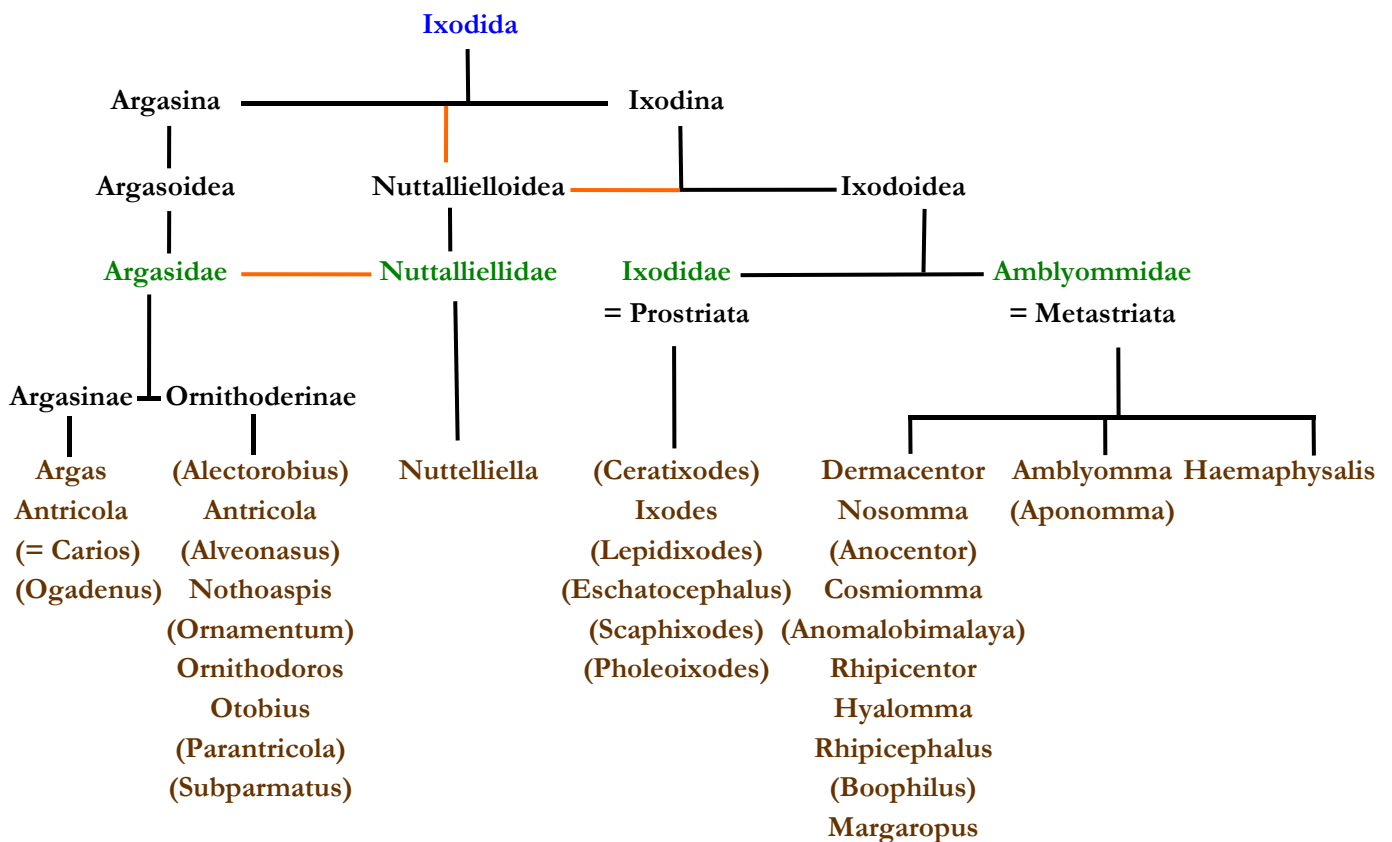 Ixodida
Argasina Ixodina
Argasoidea Nuttallielloidea Ixodoidea
Argasidae Nuttalliellidae Ixodidae Amblyommidae
= Prostriata = Metastriata
Argasinae Ornithoderinae
Argas (Alectorobius) Nuttelliella (Ceratixodes) Dermacentor Amblyomma Haemaphysalis
Antricola Antricola Ixodes Nosomma (Aponomma)
(= Carios) (Alveonasus) (Lepidixodes) (Anocentor)
(Ogadenus) Nothoaspis (Eschatocephalus) Cosmiomma
(Ornamentum) (Scaphixodes) (Anomalobimalaya)
Ornithodoros (Pholeoixodes) Rhipicentor
Otobius Hyalomma
(Parantricola) Rhipicephalus
(Subparmatus) (Boophilus)
Margaropus